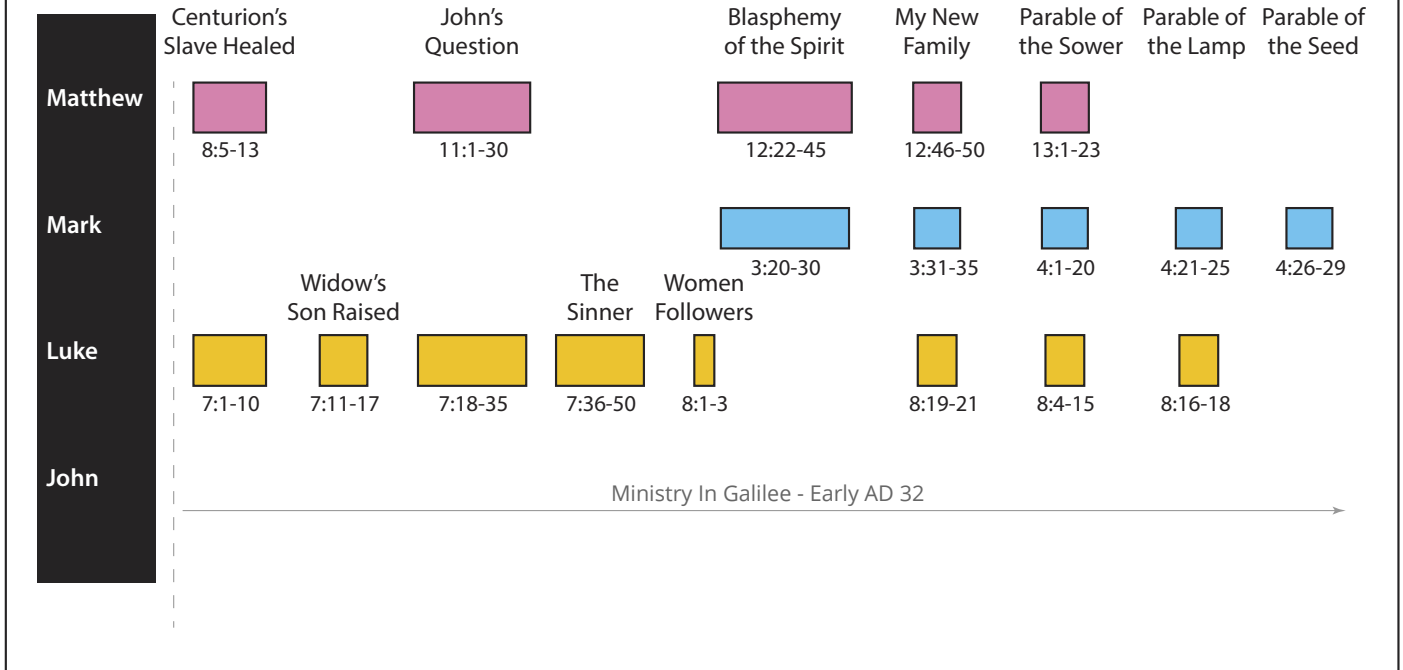 Centurion’s
Slave Healed
John’s
Question
Blasphemy
of the Spirit
My New
Family
Parable of
the Sower
Parable of
the Lamp
Parable of
the Seed
Matthew
8:5-13
11:1-30
12:22-45
12:46-50
13:1-23
Mark
3:20-30
3:31-35
4:1-20
4:21-25
4:26-29
Widow’s
Son Raised
The
Sinner
Women
Followers
Luke
7:1-10
7:11-17
7:18-35
7:36-50
8:1-3
8:19-21
8:4-15
8:16-18
John
Ministry In Galilee - Early AD 32